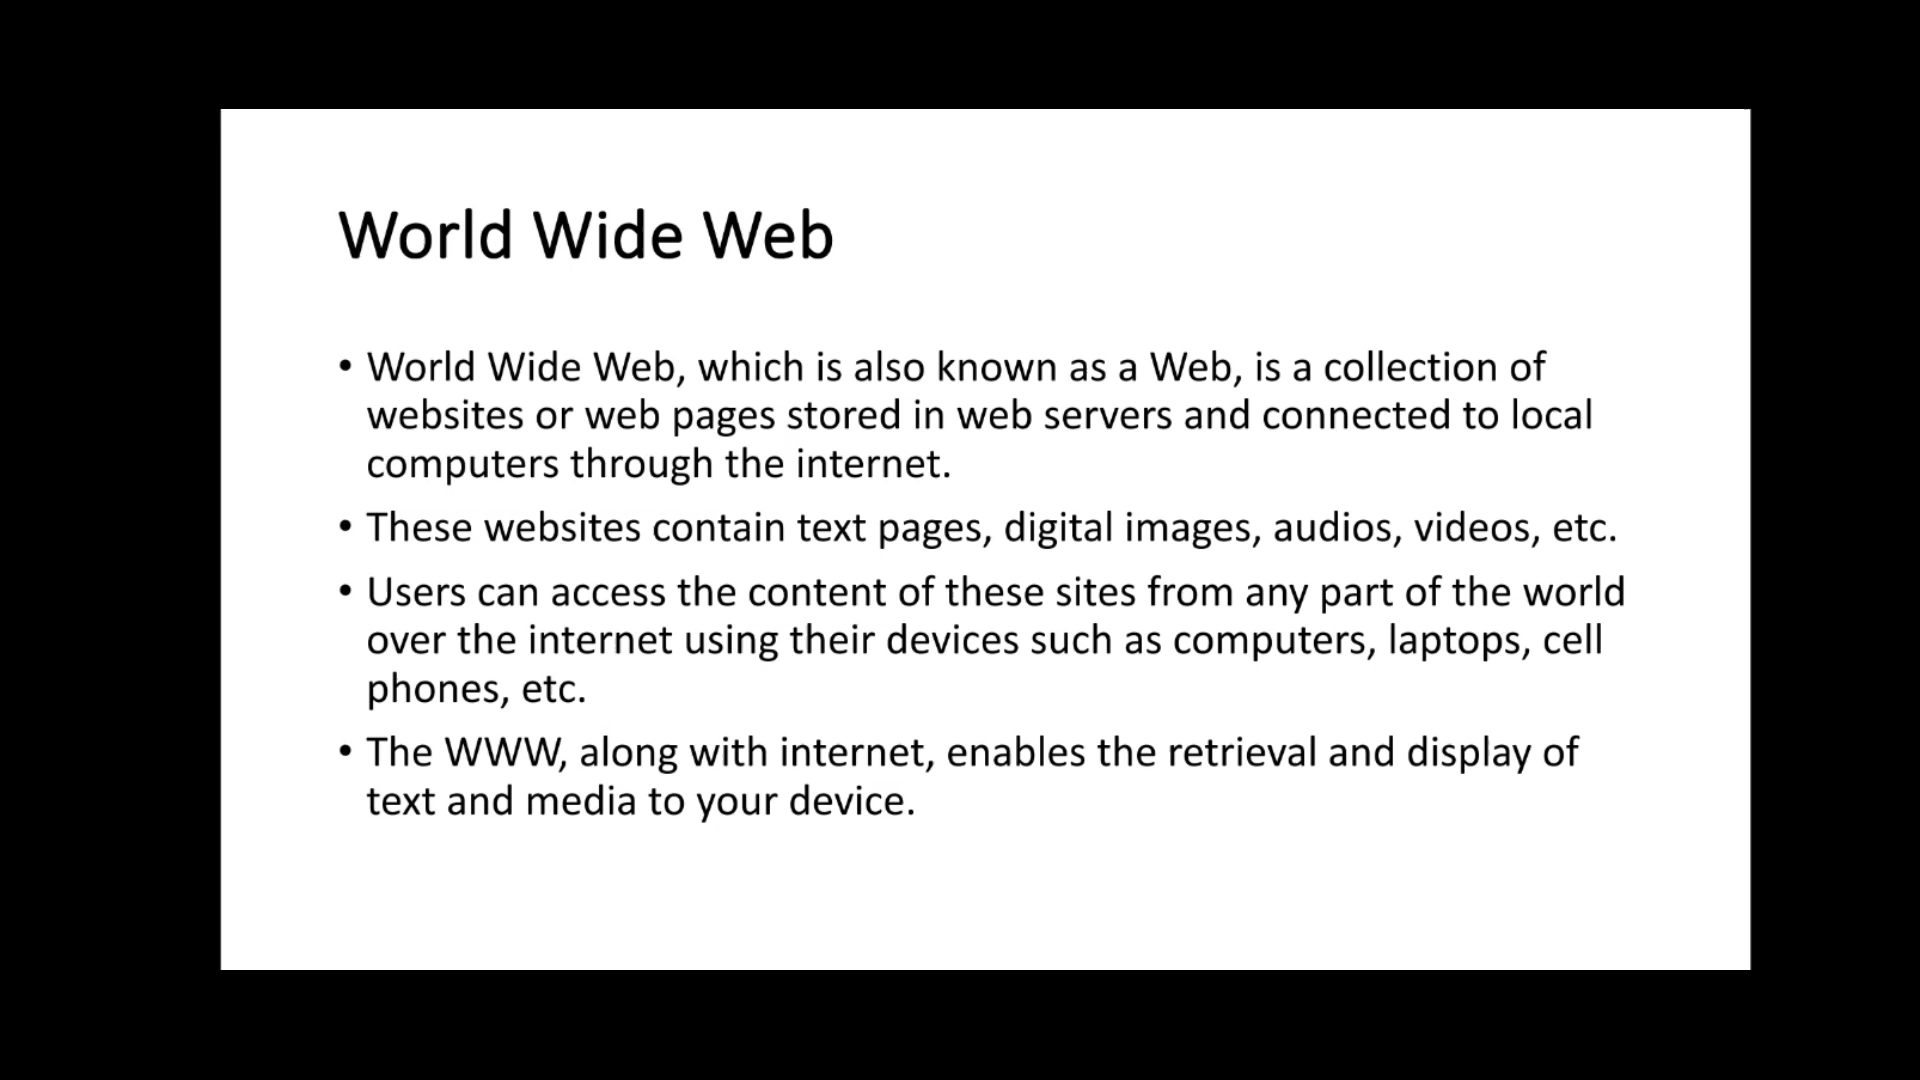 World Wide Web
• World Wide Web, which is also known as a Web, is a collection of
websites or web pages stored in web servers and connected to local
computers through the internet.
• These websites contain text pages, digital images, audios, videos, etc.
• Users can access the content of these sites from any part of the world
over the internet using their devices such as computers, laptops, cell
phones, etc.
• The WWW, along with internet, enables the retrieval and display of
text and media to your device.